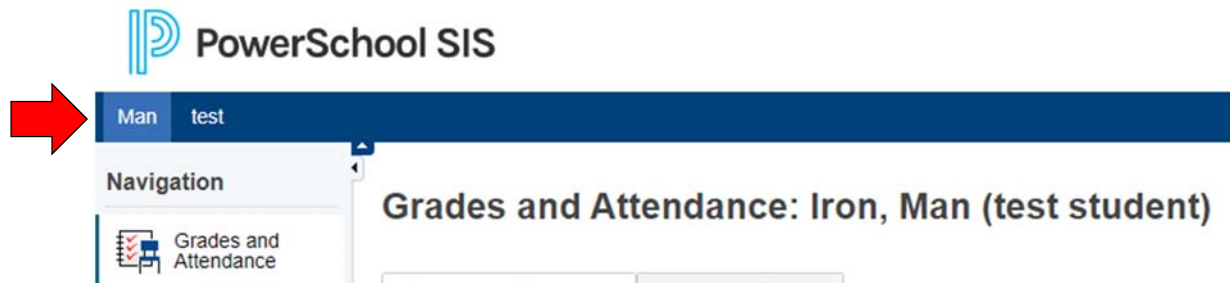 PowerSchool SIS
Man test
Navigation
Grades and Attendance: Iron, Man (test student)
Grades and
Attendance